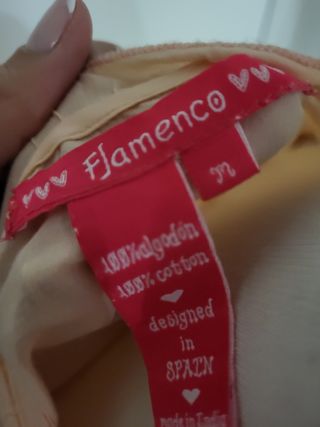 Flamenco
M
100% algodón
100% cotton
designed
in
SPAIN
made in India